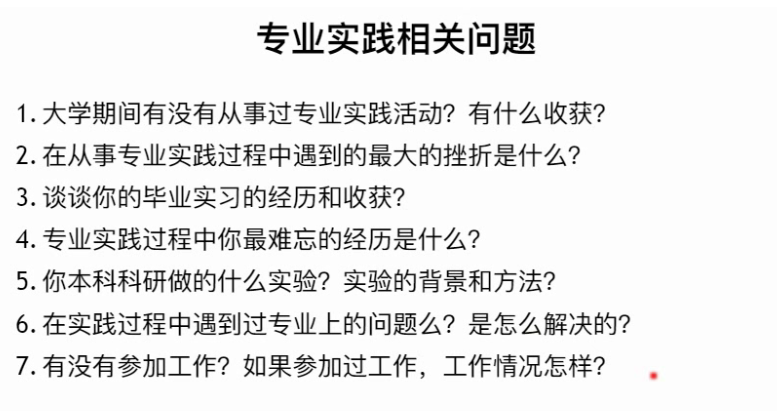 专业实践相关问题
1. 大学期间有没有从事过专业实践活动？有什么收获？
2. 在从事专业实践过程中遇到的最大的挫折是什么？
3. 谈谈你的毕业实习的经历和收获？
4. 专业实践过程中你最难忘的经历是什么？
5. 你本科科研做的什么实验？实验的背景和方法？
6. 在实践过程中遇到过专业上的问题么？是怎么解决的？
7. 有没有参加工作？如果参加过工作，工作情况怎样？